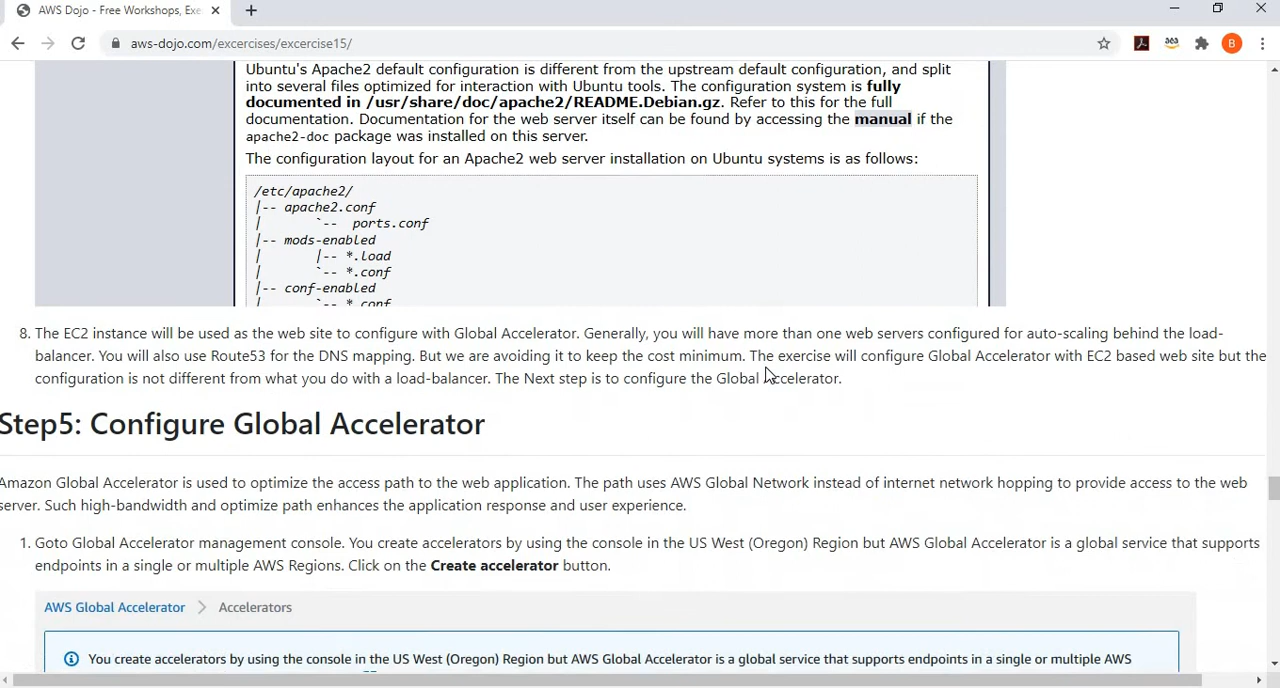 AWS Dojo - Free Workshops, Exe
aws-dojo.com/excercises/excercise15/
B
Ubuntu's Apache2 default configuration is different from the upstream default configuration, and split
into several files optimized for interaction with Ubuntu tools. The configuration system is fully
documented in /usr/share/doc/apache2/README.Debian.gz. Refer to this for the full
documentation. Documentation for the web server itself can be found by accessing the manual if the
apache2-doc package was installed on this server.
The configuration layout for an Apache2 web server installation on Ubuntu systems is as follows:
/etc/apache2/
|-- apache2.conf
|       `--  ports.conf
|-- mods-enabled
|       |-- *.load
|       `-- *.conf
|-- conf-enabled
|       `-- *.conf
8. The EC2 instance will be used as the web site to configure with Global Accelerator. Generally, you will have more than one web servers configured for auto-scaling behind the load-
balancer. You will also use Route53 for the DNS mapping. But we are avoiding it to keep the cost minimum. The exercise will configure Global Accelerator with EC2 based web site but the
configuration is not different from what you do with a load-balancer. The Next step is to configure the Global Accelerator.
Step5: Configure Global Accelerator
Amazon Global Accelerator is used to optimize the access path to the web application. The path uses AWS Global Network instead of internet network hopping to provide access to the web
server. Such high-bandwidth and optimize path enhances the application response and user experience.
1. Goto Global Accelerator management console. You create accelerators by using the console in the US West (Oregon) Region but AWS Global Accelerator is a global service that supports
endpoints in a single or multiple AWS Regions. Click on the Create accelerator button.
AWS Global Accelerator > Accelerators
You create accelerators by using the console in the US West (Oregon) Region but AWS Global Accelerator is a global service that supports endpoints in a single or multiple AWS